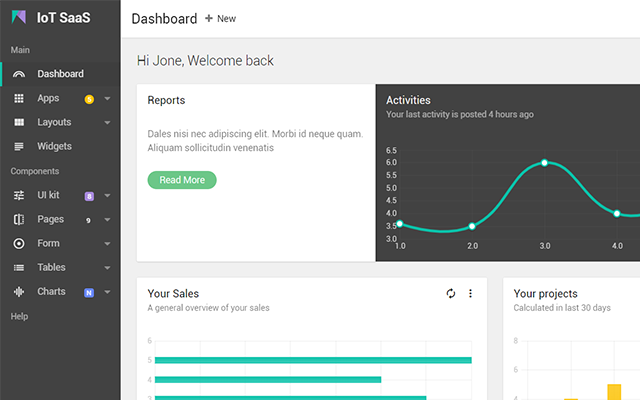 IoT SaaS
Main
Dashboard
Apps 5
Layouts
Widgets
Components
UI kit 8
Pages 9
Form
Tables
Charts N
Help
Dashboard + New
Hi Jone, Welcome back
Reports
Dales nisi nec adipiscing elit. Morbi id neque quam.
Aliquam sollicitudin venenatis
Read More
Activities
Your last activity is posted 4 hours ago
6.5
6.0
5.5
5.0
4.5
4.0
3.5
3.0
1.0 2.0 3.0 4.0
Your Sales
A general overview of your sales
6
5
4
3
Your projects
Calculated in last 30 days
8
6
4